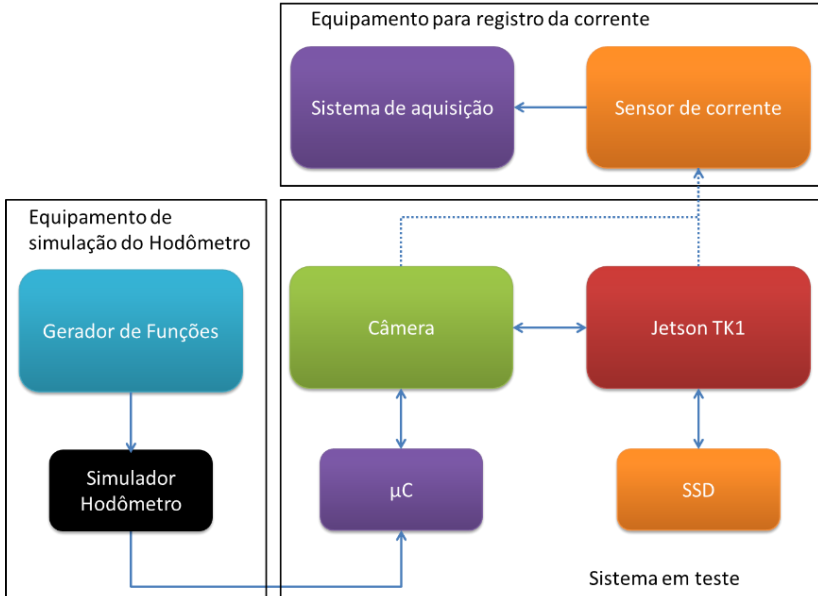 Equipamento para registro da corrente
Sistema de aquisição
Sensor de corrente
Equipamento de
simulação do Hodômetro
Gerador de Funções
Câmera
Jetson TK1
Simulador
Hodômetro
µC
SSD
Sistema em teste